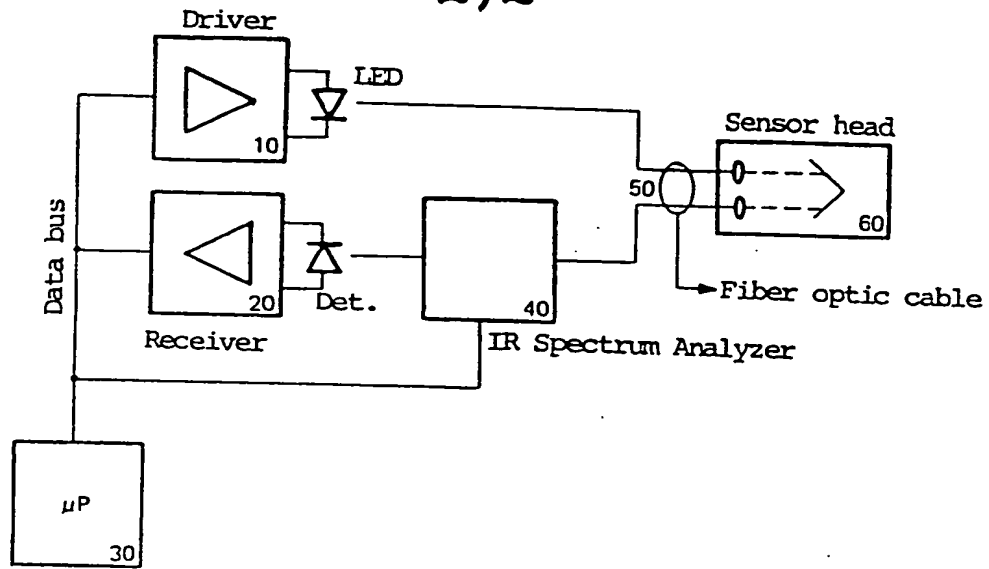 Driver
LED
10
Sensor head
50
60
Data bus
20
Det.
40
Fiber optic cable
Receiver
IR Spectrum Analyzer
μP
30